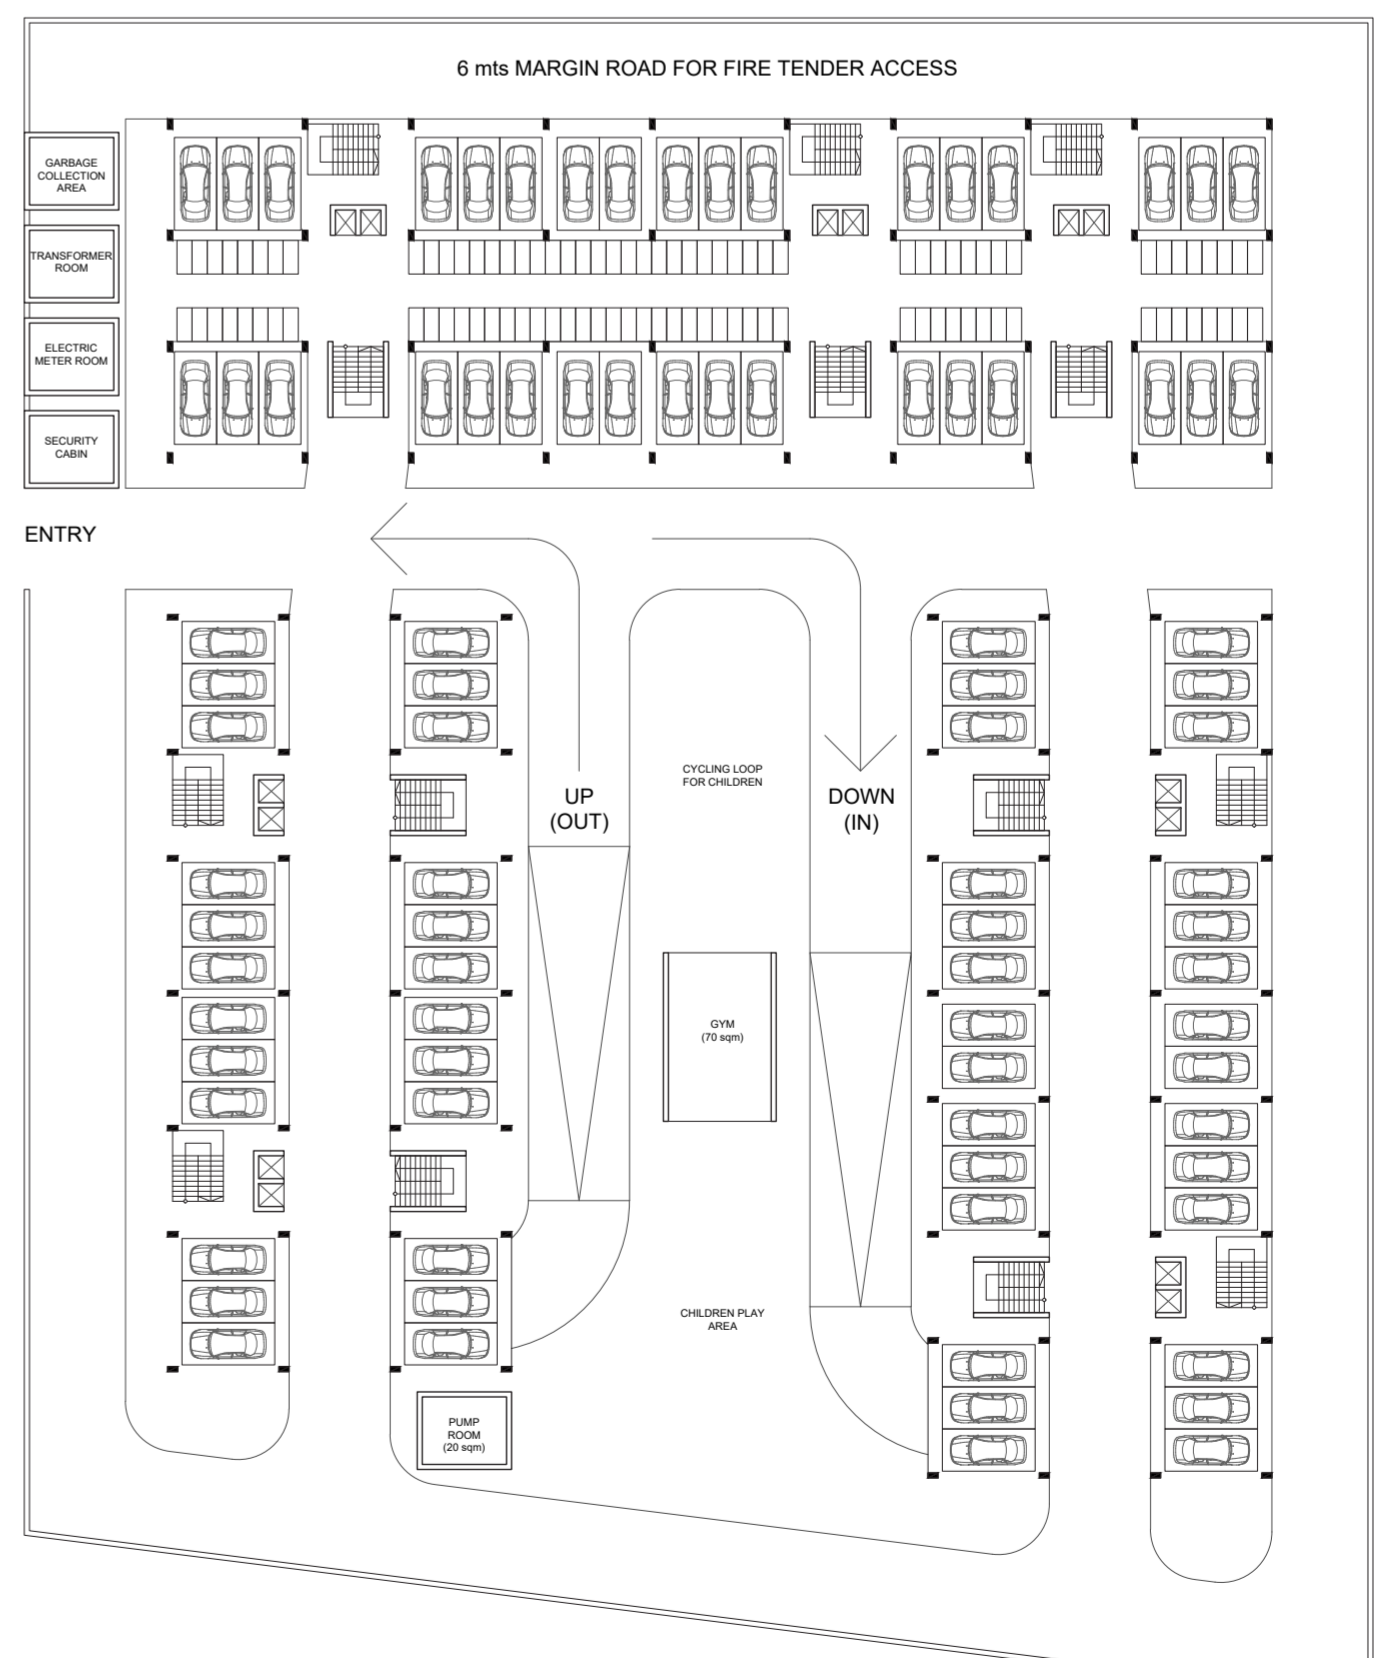 6 mts MARGIN ROAD FOR FIRE TENDER ACCESS
GARBAGE
COLLECTION
AREA
TRANSFORMER
ROOM
ELECTRIC
METER ROOM
SECURITY
CABIN
ENTRY
CYCLING LOOP
FOR CHILDREN
UP
(OUT)
DOWN
(IN)
GYM
(70 sqm)
CHILDREN PLAY
AREA
PUMP
ROOM
(20 sqm)